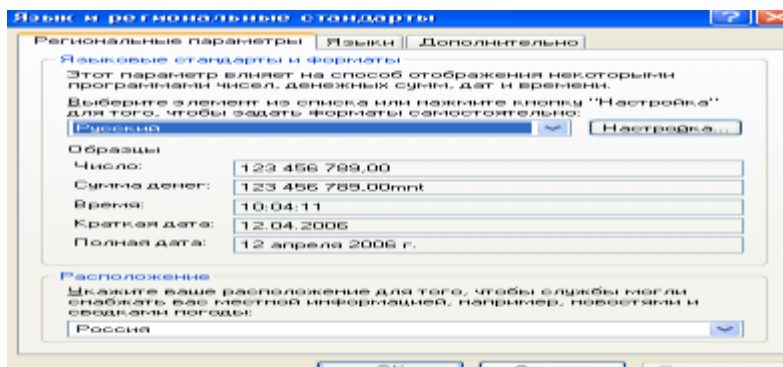 Язык и региональные стандарты
Региональные параметры Языки Дополнительно
Языковые стандарты и форматы
Этот параметр влияет на способ отображения некоторыми
программами чисел, денежных сумм, дат и времени.
Выберите элемент из списка или нажмите кнопку "Настройка"
для того, чтобы задать форматы самостоятельно:
Русский Настройка...
Образцы
Число: 123 456 789,00
Сумма денег: 123 456 789.00mnt
Время: 10:04:11
Краткая дата: 12.04.2006
Полная дата: 12 апреля 2006 г.
Расположение
Укажите ваше расположение для того, чтобы службы могли
снабжать вас местной информацией, например, новостями и
сводками погоды:
Россия